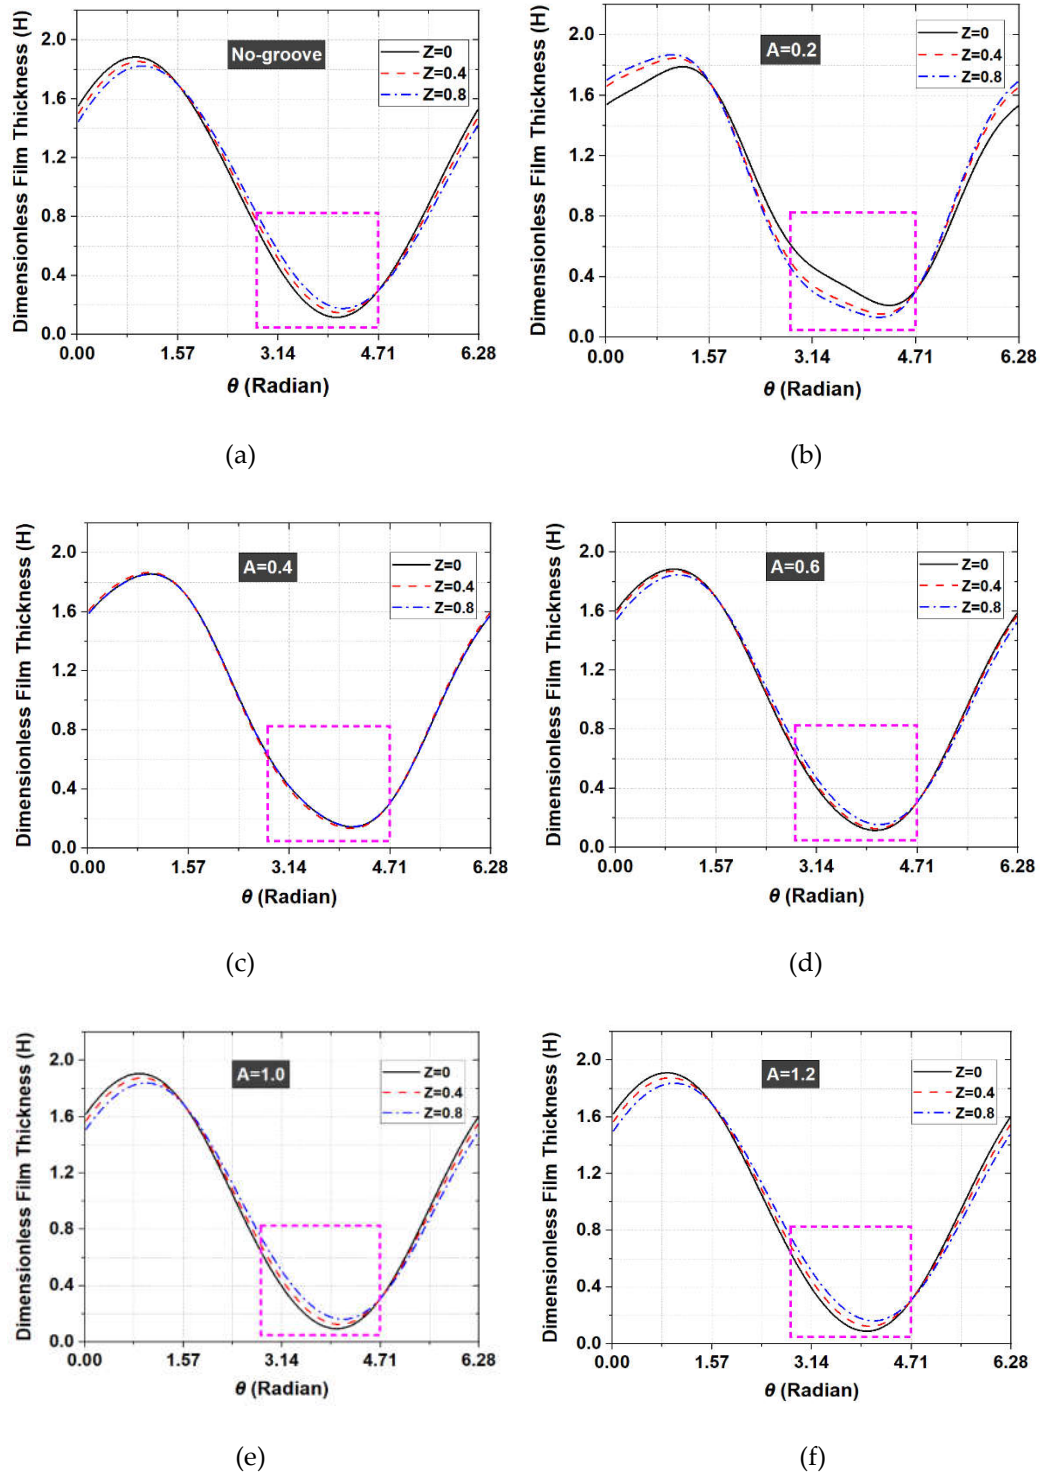 Dimensionless Film Thickness (H)
2.0
1.6
1.2
0.8
0.4
0.0
No-groove
Z=0
Z=0.4
Z=0.8
0.00 1.57 3.14 4.71 6.28
θ (Radian)
(a)
Dimensionless Film Thickness (H)
2.0
1.6
1.2
0.8
0.4
0.0
A=0.2
Z=0
Z=0.4
Z=0.8
0.00 1.57 3.14 4.71 6.28
θ (Radian)
(b)
Dimensionless Film Thickness (H)
2.0
1.6
1.2
0.8
0.4
0.0
A=0.4
Z=0
Z=0.4
Z=0.8
0.00 1.57 3.14 4.71 6.28
θ (Radian)
(c)
Dimensionless Film Thickness (H)
2.0
1.6
1.2
0.8
0.4
0.0
A=0.6
Z=0
Z=0.4
Z=0.8
0.00 1.57 3.14 4.71 6.28
θ (Radian)
(d)
Dimensionless Film Thickness (H)
2.0
1.6
1.2
0.8
0.4
0.0
A=1.0
Z=0
Z=0.4
Z=0.8
0.00 1.57 3.14 4.71 6.28
θ (Radian)
(e)
Dimensionless Film Thickness (H)
2.0
1.6
1.2
0.8
0.4
0.0
A=1.2
Z=0
Z=0.4
Z=0.8
0.00 1.57 3.14 4.71 6.28
θ (Radian)
(f)